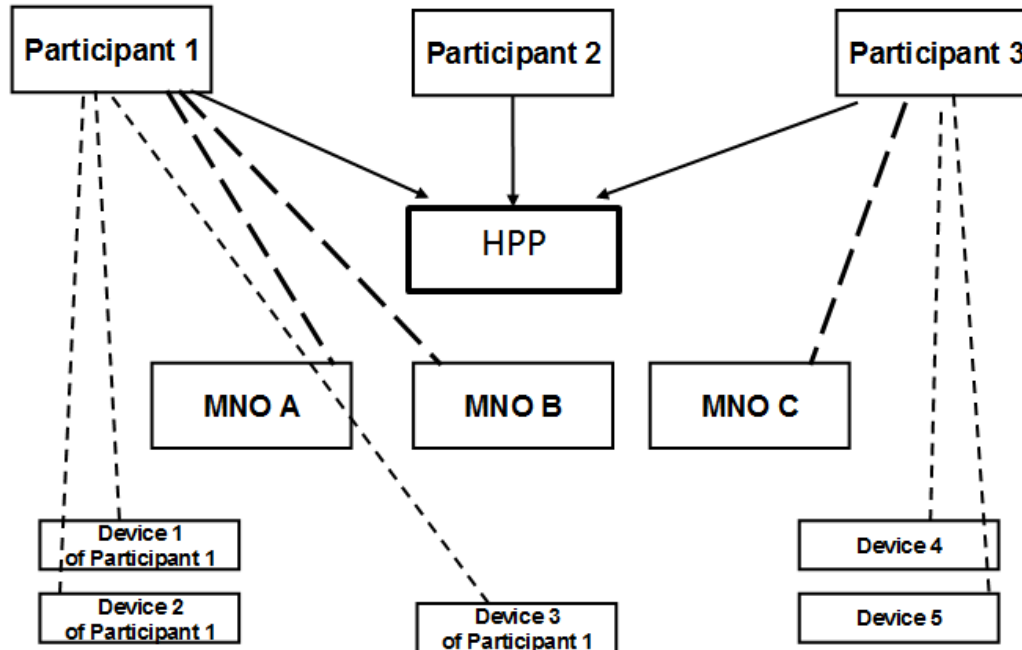 Participant 1
Participant 2
Participant 3
HPP
MNO A
MNO B
MNO C
Device 1
of Participant 1
Device 4
Device 2
of Participant 1
Device 3
of Participant 1
Device 5